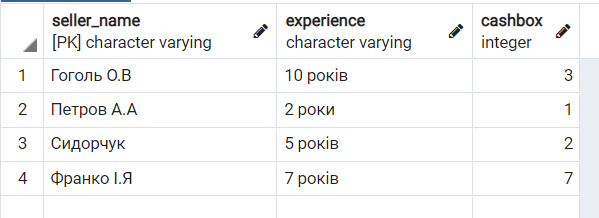 seller_name experience cashbox
[PK] character varying character varying integer
1 Гоголь О.В 10 років 3
2 Петров А.А 2 роки 1
3 Сидорчук 5 років 2
4 Франко І.Я 7 років 7